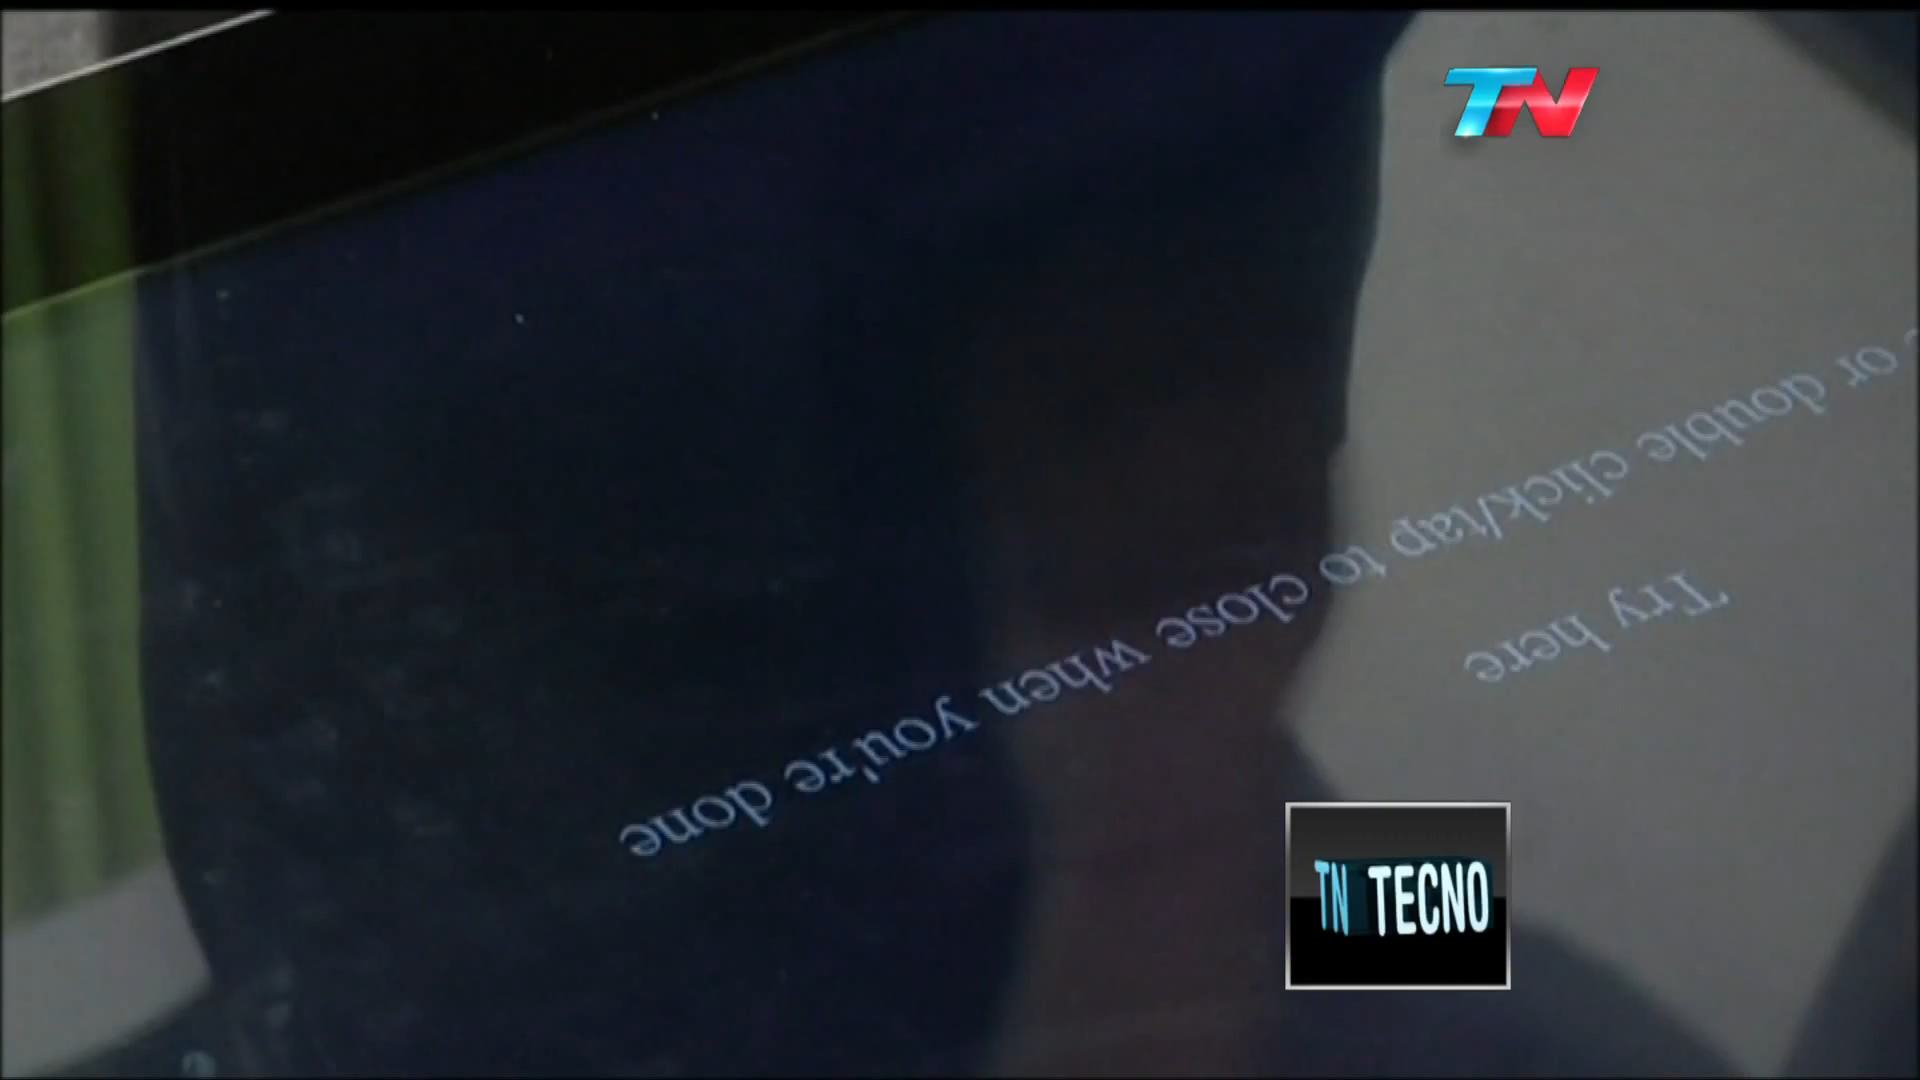 TN
Try here
or double click/tap to close when you're done
TN TECNO